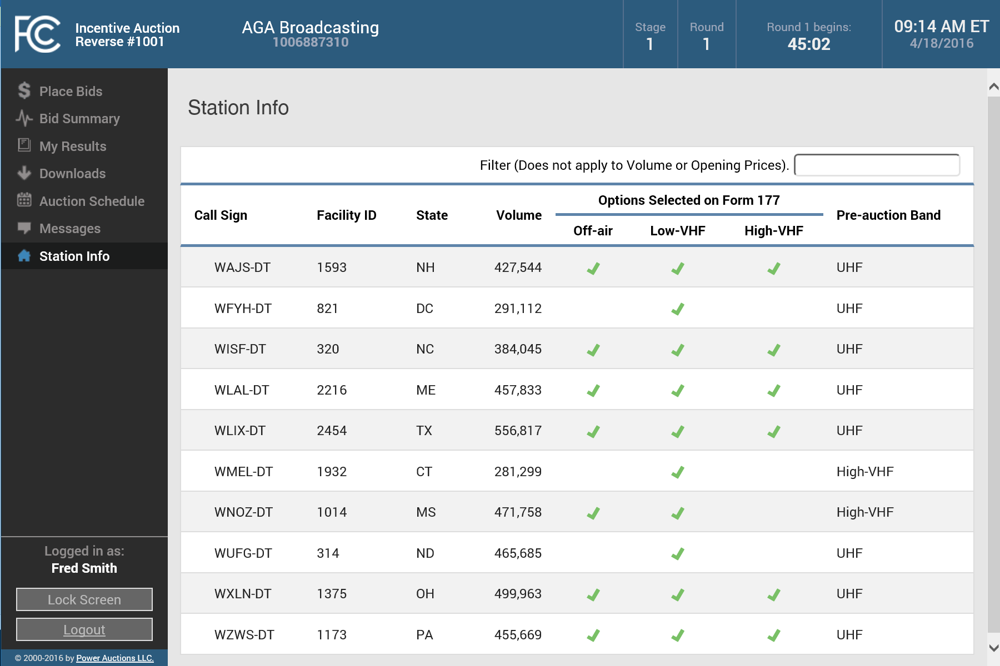 FCC
Incentive Auction
Reverse #1001
AGA Broadcasting
1006887310
Stage
1
Round
1
Round 1 begins:
45:02
09:14 AM ET
4/18/2016
Place Bids
Bid Summary
My Results
Downloads
Auction Schedule
Messages
Station Info
Logged in as:
Fred Smith
Lock Screen
Logout
© 2000-2016 by Power Auctions LLC.
Station Info
Filter (Does not apply to Volume or Opening Prices).
Options Selected on Form 177
Call Sign Facility ID State Volume Off-air Low-VHF High-VHF Pre-auction Band
WAJS-DT 1593 NH 427,544 UHF
WFYH-DT 821 DC 291,112 UHF
WISF-DT 320 NC 384,045 UHF
WLAL-DT 2216 ME 457,833 UHF
WLIX-DT 2454 TX 556,817 UHF
WMEL-DT 1932 CT 281,299 High-VHF
WNOZ-DT 1014 MS 471,758 High-VHF
WUFG-DT 314 ND 465,685 UHF
WXLN-DT 1375 OH 499,963 UHF
WZWS-DT 1173 PA 455,669 UHF